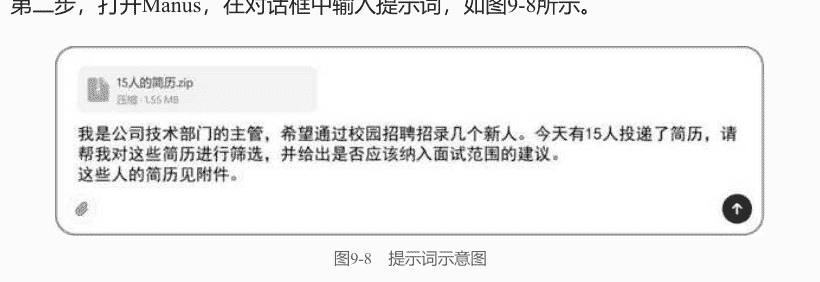 第二步，打开Manus，在对话框中输入提示词，如图9-8所示。
15人的简历.zip
压缩 · 1.55 MB
我是公司技术部门的主管，希望通过校园招聘招录几个新人。今天有15人投递了简历，请
帮我对这些简历进行筛选，并给出是否应该纳入面试范围的建议。
这些人的简历见附件。
图9-8 提示词示意图